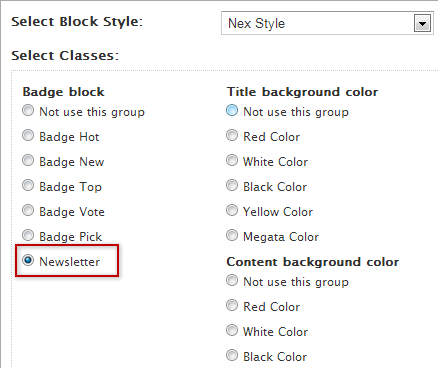 Select Block Style:
Nex Style
Select Classes:
Badge block
Not use this group
Badge Hot
Badge New
Badge Top
Badge Vote
Badge Pick
Newsletter
Title background color
Not use this group
Red Color
White Color
Black Color
Yellow Color
Megata Color
Content background color
Not use this group
Red Color
White Color
Black Color